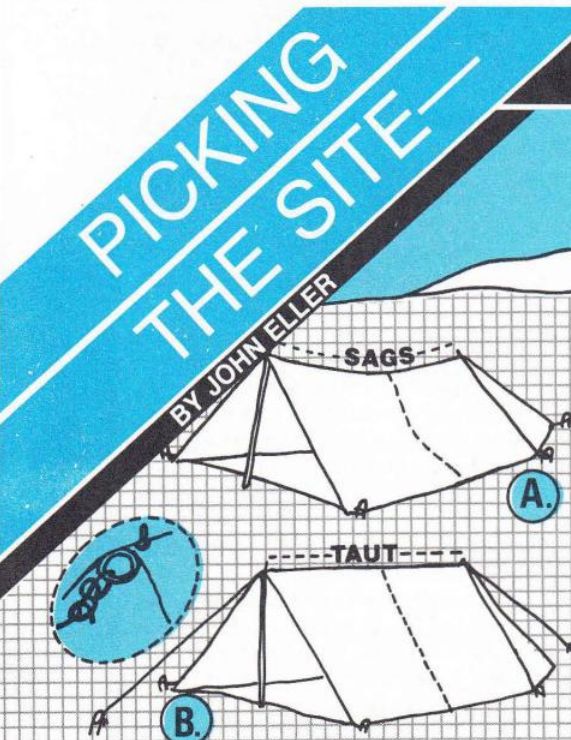 PICKING
THE SITE—
BY JOHN ELLER
SAGS
A.
TAUT
B.